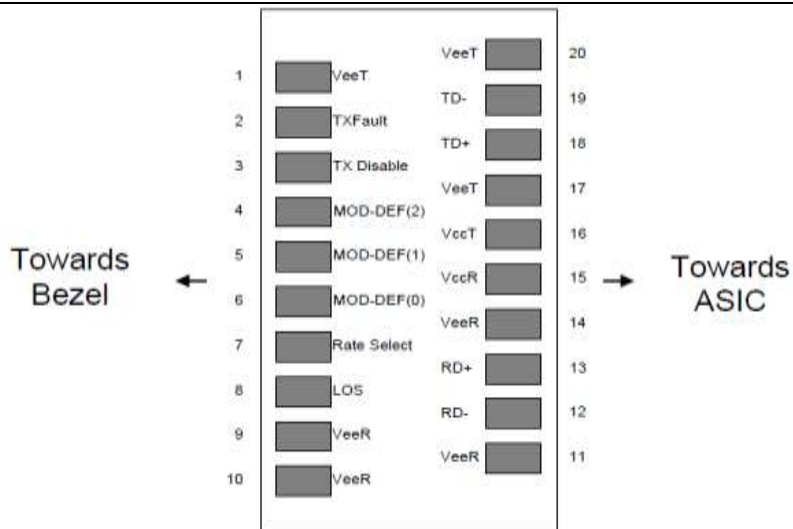 Towards
Bezel
1 VeeT
2 TXFault
3 TX Disable
4 MOD-DEF(2)
5 MOD-DEF(1)
6 MOD-DEF(0)
7 Rate Select
8 LOS
9 VeeR
10 VeeR
VeeT 20
TD- 19
TD+ 18
VeeT 17
VccT 16
VccR 15
VeeR 14
RD+ 13
RD- 12
VeeR 11
Towards
ASIC